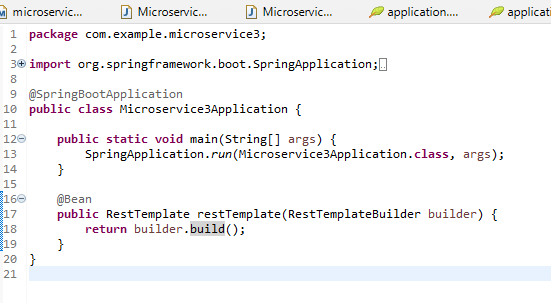 microservic... Microservic... Microservic... application.... applicati
1 package com.example.microservice3;
2
3 import org.springframework.boot.SpringApplication;
8
9 @SpringBootApplication
10 public class Microservice3Application {
11
12 public static void main(String[] args) {
13 SpringApplication.run(Microservice3Application.class, args);
14 }
15
16 @Bean
17 public RestTemplate restTemplate(RestTemplateBuilder builder) {
18 return builder.build();
19 }
20 }
21